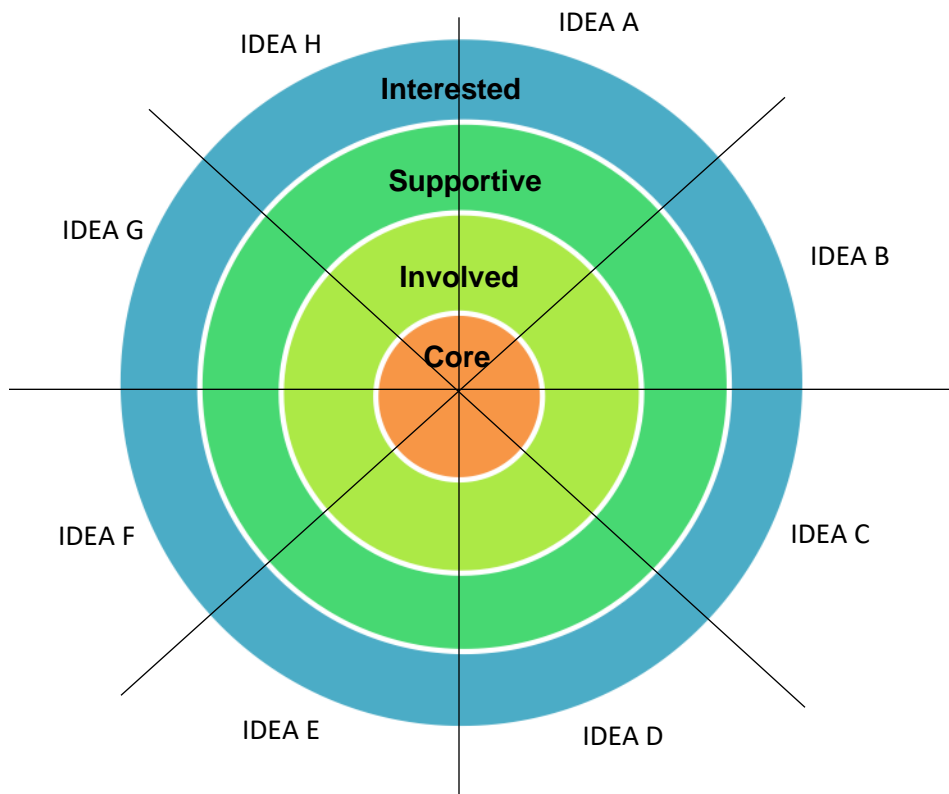 IDEA A
IDEA H
Interested
Supportive
IDEA G
IDEA B
Involved
Core
IDEA F
IDEA C
IDEA E
IDEA D